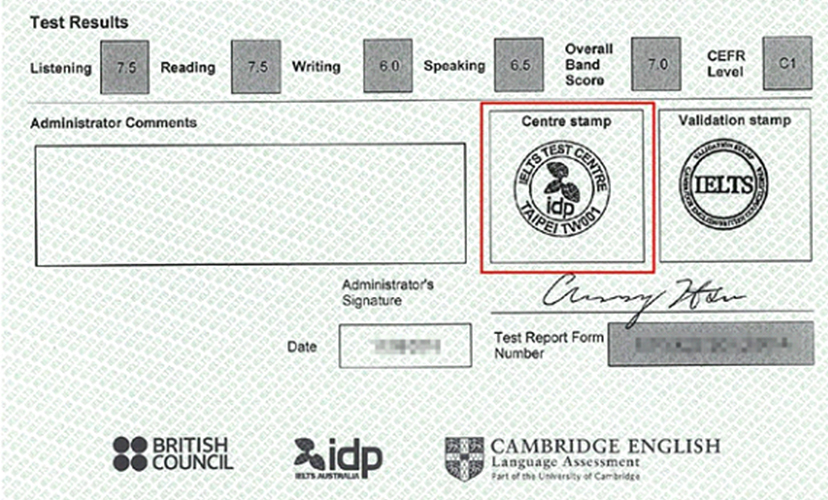 Test Results
Listening 7.5 Reading 7.5 Writing 6.0 Speaking 6.5 Overall Band Score 7.0 CEFR Level C1
Administrator Comments
Centre stamp
IELTS TEST CENTRE
idp
TAIPEI TW001
Validation stamp
IELTS
Administrator's
Signature
Date
Test Report Form
Number
BRITISH
COUNCIL
idp
IELTS AUSTRALIA
CAMBRIDGE ENGLISH
Language Assessment
Part of the University of Cambridge